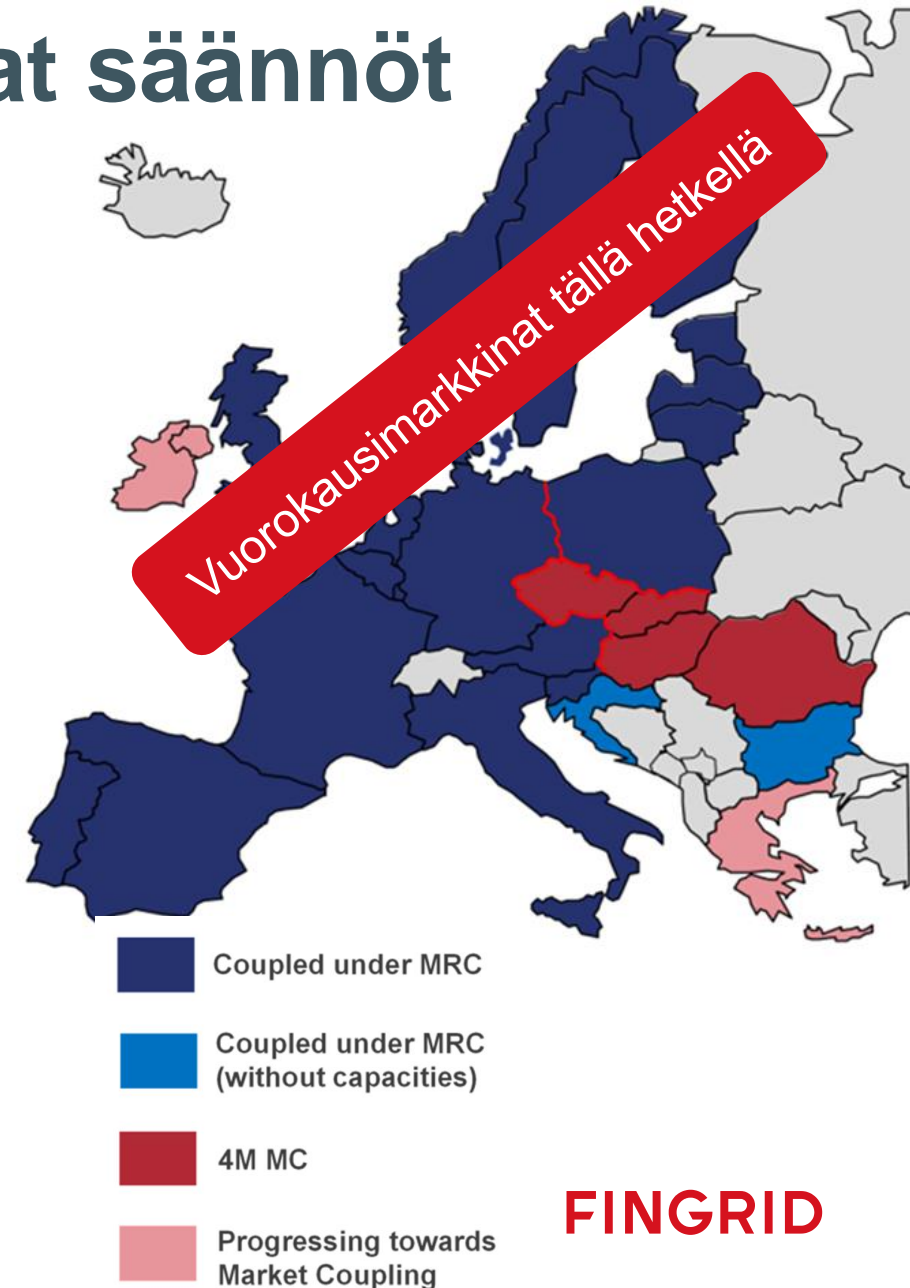 at säännöt
Vuorokausimarkkinat tällä hetkellä
Coupled under MRC
Coupled under MRC
(without capacities)
4M MC
FINGRID
Progressing towards
Market Coupling